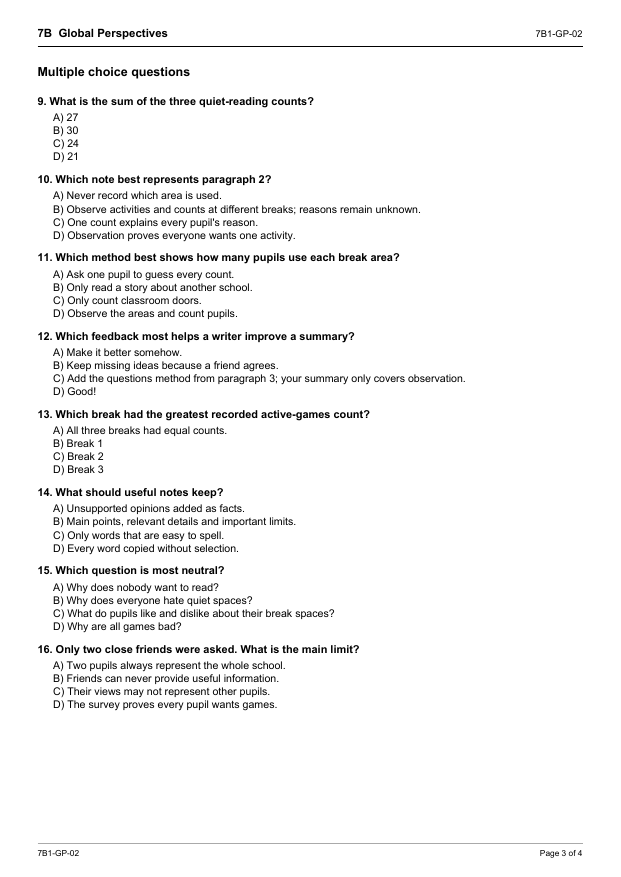 7B Global Perspectives
7B1-GP-02
Multiple choice questions
9. What is the sum of the three quiet-reading counts?
A) 27
B) 30
C) 24
D) 21
10. Which note best represents paragraph 2?
A) Never record which area is used.
B) Observe activities and counts at different breaks; reasons remain unknown.
C) One count explains every pupil's reason.
D) Observation proves everyone wants one activity.
11. Which method best shows how many pupils use each break area?
A) Ask one pupil to guess every count.
B) Only read a story about another school.
C) Only count classroom doors.
D) Observe the areas and count pupils.
12. Which feedback most helps a writer improve a summary?
A) Make it better somehow.
B) Keep missing ideas because a friend agrees.
C) Add the questions method from paragraph 3; your summary only covers observation.
D) Good!
13. Which break had the greatest recorded active-games count?
A) All three breaks had equal counts.
B) Break 1
C) Break 2
D) Break 3
14. What should useful notes keep?
A) Unsupported opinions added as facts.
B) Main points, relevant details and important limits.
C) Only words that are easy to spell.
D) Every word copied without selection.
15. Which question is most neutral?
A) Why does nobody want to read?
B) Why does everyone hate quiet spaces?
C) What do pupils like and dislike about their break spaces?
D) Why are all games bad?
16. Only two close friends were asked. What is the main limit?
A) Two pupils always represent the whole school.
B) Friends can never provide useful information.
C) Their views may not represent other pupils.
D) The survey proves every pupil wants games.
7B1-GP-02
Page 3 of 4